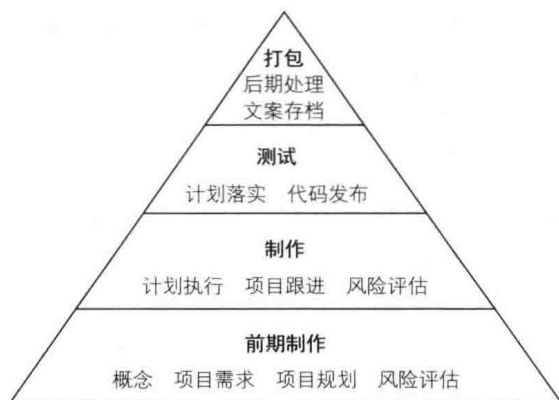 打包
后期处理
文案存档
测试
计划落实 代码发布
制作
计划执行 项目跟进 风险评估
前期制作
概念 项目需求 项目规划 风险评估